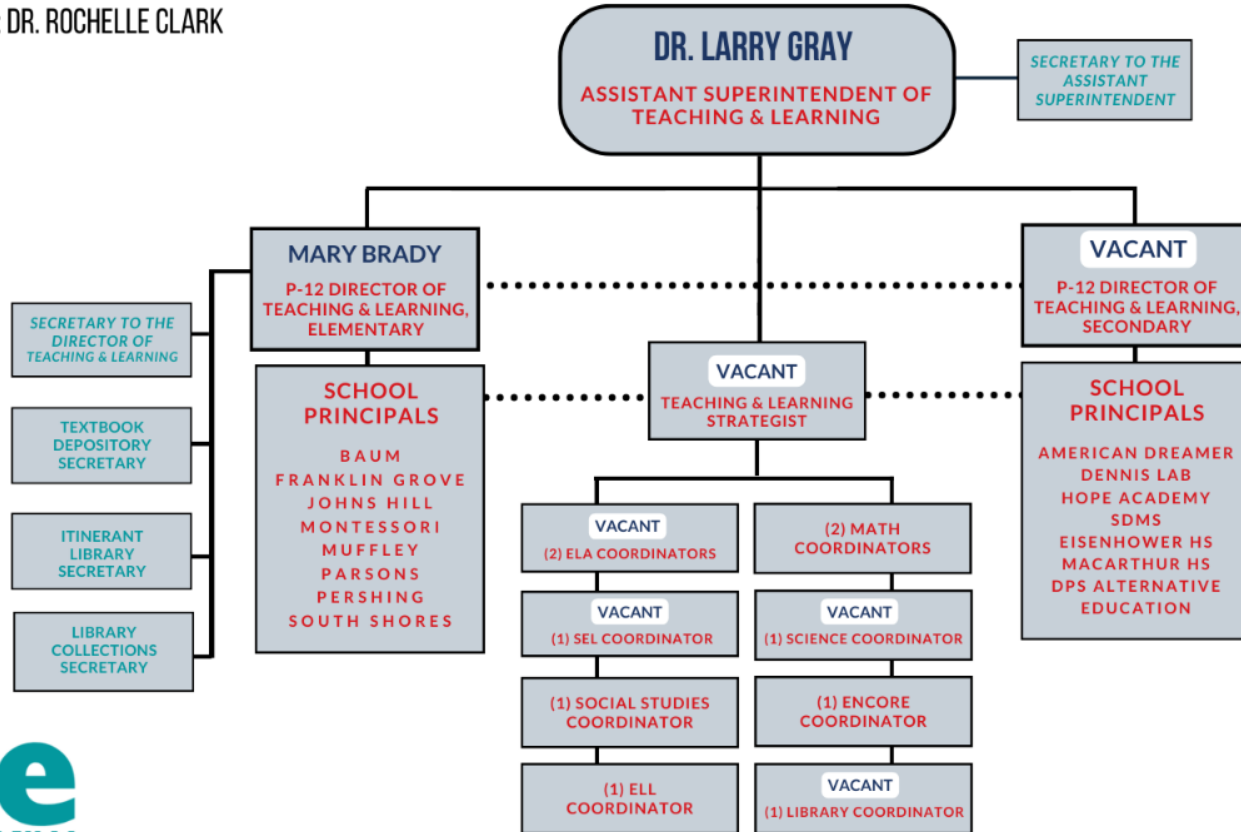 DR. ROCHELLE CLARK
DR. LARRY GRAY
ASSISTANT SUPERINTENDENT OF
TEACHING & LEARNING
SECRETARY TO THE
ASSISTANT
SUPERINTENDENT
MARY BRADY
P-12 DIRECTOR OF
TEACHING & LEARNING,
ELEMENTARY
VACANT
P-12 DIRECTOR OF
TEACHING & LEARNING,
SECONDARY
SECRETARY TO THE
DIRECTOR OF
TEACHING & LEARNING
TEXTBOOK
DEPOSITORY
SECRETARY
ITINERANT
LIBRARY
SECRETARY
LIBRARY
COLLECTIONS
SECRETARY
SCHOOL
PRINCIPALS
BAUM
FRANKLIN GROVE
JOHNS HILL
MONTESSORI
MUFFLEY
PARSONS
PERSHING
SOUTH SHORES
VACANT
TEACHING & LEARNING
STRATEGIST
SCHOOL
PRINCIPALS
AMERICAN DREAMER
DENNIS LAB
HOPE ACADEMY
SDMS
EISENHOWER HS
MACARTHUR HS
DPS ALTERNATIVE
EDUCATION
VACANT
(2) ELA COORDINATORS
(2) MATH
COORDINATORS
VACANT
(1) SEL COORDINATOR
VACANT
(1) SCIENCE COORDINATOR
(1) SOCIAL STUDIES
COORDINATOR
(1) ENCORE
COORDINATOR
(1) ELL
COORDINATOR
VACANT
(1) LIBRARY COORDINATOR
e